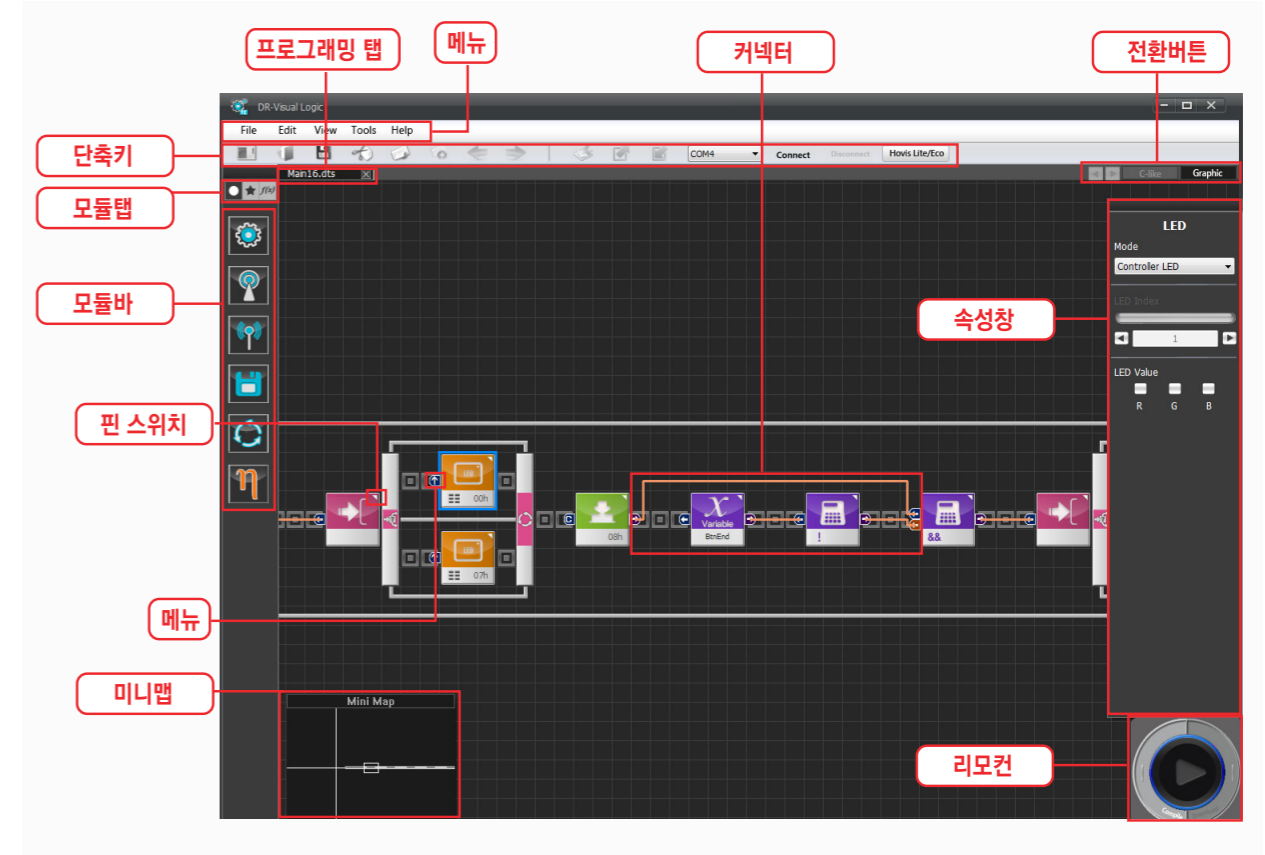 프로그래밍 탭
메뉴
커넥터
전환버튼
DR-Visual Logic
File Edit View Tools Help
단축키
COM4 Connect Disconnect Hovis Lite/Eco
Main16.dts
C-like Graphic
f(x)
모듈탭
LED
Mode
Controller LED
모듈바
LED Index
속성창
1
LED Value
R G B
핀 스위치
LED
00h
08h
x
Variable
BtnEnd
!
&&
LED
07h
메뉴
미니맵
Mini Map
리모컨
Compile